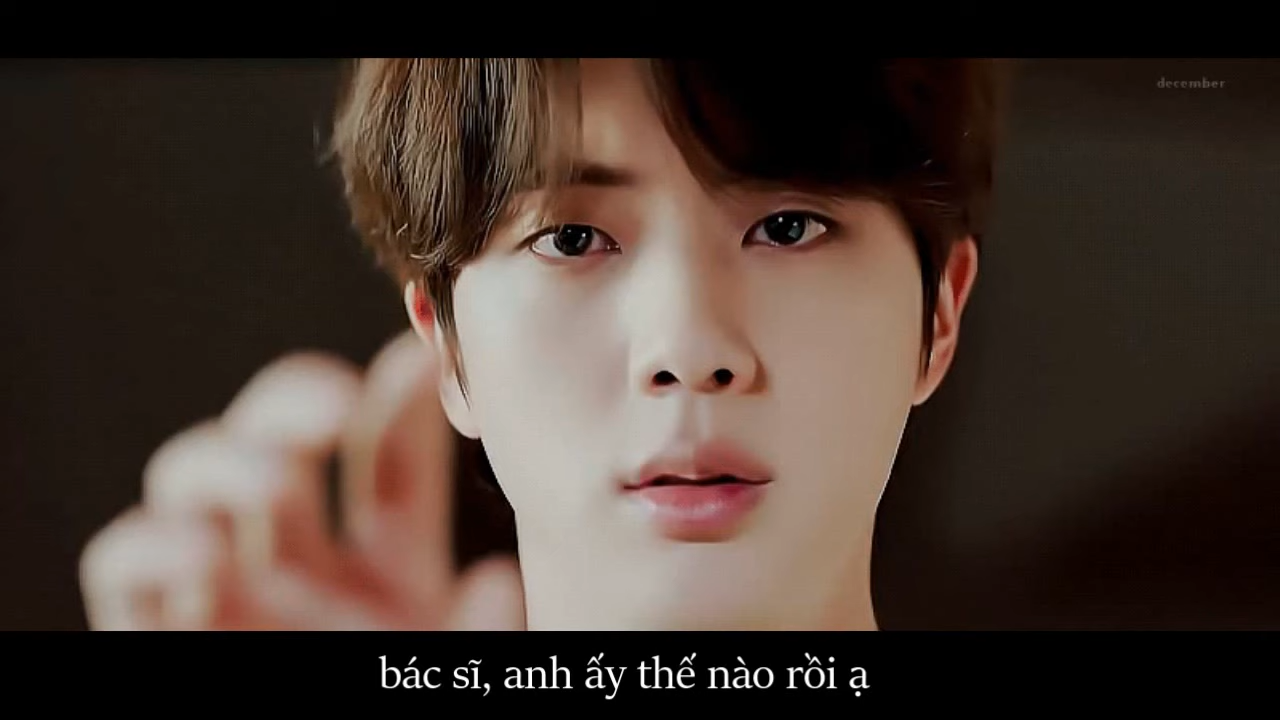 december
bác sĩ, anh ấy thế nào rồi ạ